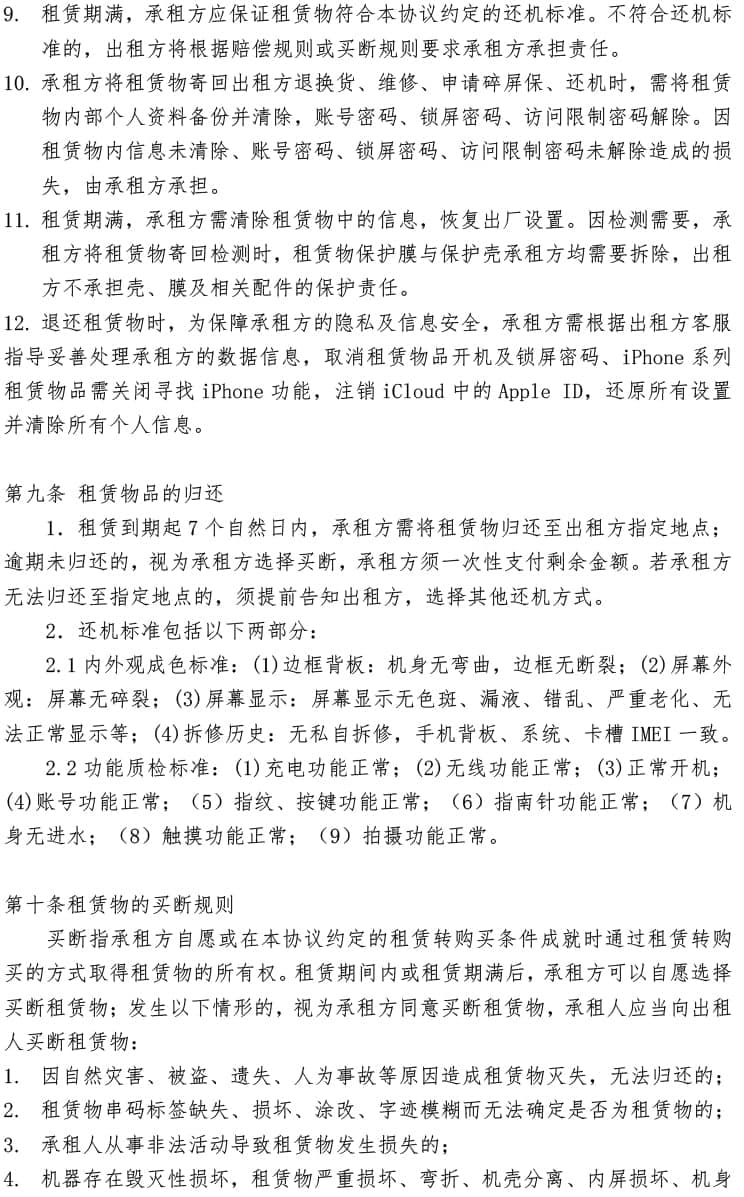 9. 租赁期满，承租方应保证租赁物符合本协议约定的还机标准。不符合还机标
准的，出租方将根据赔偿规则或买断规则要求承租方承担责任。
10. 承租方将租赁物寄回出租方退换货、维修、申请碎屏保、还机时，需将租赁
物内部个人资料备份并清除，账号密码、锁屏密码、访问限制密码解除。因
租赁物内信息未清除、账号密码、锁屏密码、访问限制密码未解除造成的损
失，由承租方承担。
11. 租赁期满，承租方需清除租赁物中的信息，恢复出厂设置。因检测需要，承
租方将租赁物寄回检测时，租赁物保护膜与保护壳承租方均需要拆除，出租
方不承担壳、膜及相关配件的保护责任。
12. 退还租赁物时，为保障承租方的隐私及信息安全，承租方需根据出租方客服
指导妥善处理承租方的数据信息，取消租赁物品开机及锁屏密码、iPhone 系列
租赁物品需关闭寻找 iPhone 功能，注销 iCloud 中的 Apple ID，还原所有设置
并清除所有个人信息。
第九条 租赁物品的归还
1．租赁到期起 7 个自然日内，承租方需将租赁物归还至出租方指定地点；
逾期未归还的，视为承租方选择买断，承租方须一次性支付剩余金额。若承租方
无法归还至指定地点的，须提前告知出租方，选择其他还机方式。
2．还机标准包括以下两部分：
2.1 内外观成色标准：(1)边框背板：机身无弯曲，边框无断裂；(2)屏幕外
观：屏幕无碎裂；(3)屏幕显示：屏幕显示无色斑、漏液、错乱、严重老化、无
法正常显示等；(4)拆修历史：无私自拆修，手机背板、系统、卡槽 IMEI 一致。
2.2 功能质检标准：(1)充电功能正常；(2)无线功能正常；(3)正常开机；
(4)账号功能正常；（5）指纹、按键功能正常；（6）指南针功能正常；（7）机
身无进水；（8）触摸功能正常；（9）拍摄功能正常。
第十条租赁物的买断规则
买断指承租方自愿或在本协议约定的租赁转购买条件成就时通过租赁转购
买的方式取得租赁物的所有权。租赁期间内或租赁期满后，承租方可以自愿选择
买断租赁物；发生以下情形的，视为承租方同意买断租赁物，承租人应当向出租
人买断租赁物：
1. 因自然灾害、被盗、遗失、人为事故等原因造成租赁物灭失，无法归还的；
2. 租赁物串码标签缺失、损坏、涂改、字迹模糊而无法确定是否为租赁物的；
3. 承租人从事非法活动导致租赁物发生损失的；
4. 机器存在毁灭性损坏，租赁物严重损坏、弯折、机壳分离、内屏损坏、机身